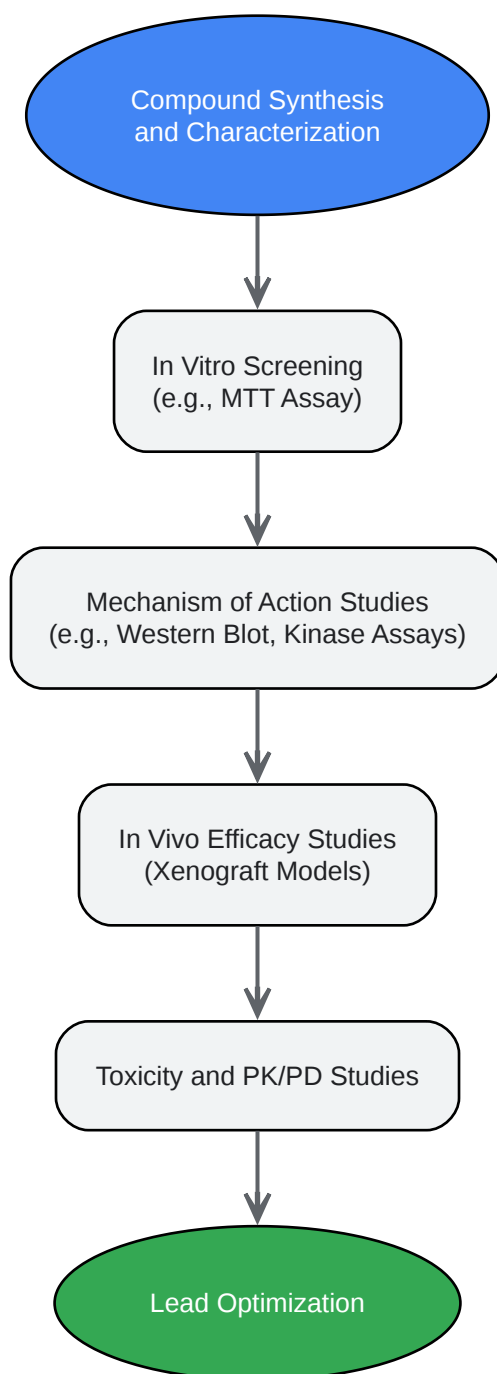 Compound Synthesis
and Characterization
In Vitro Screening
(e.g., MTT Assay)
Mechanism of Action Studies
(e.g., Western Blot, Kinase Assays)
In Vivo Efficacy Studies
(Xenograft Models)
Toxicity and PK/PD Studies
Lead Optimization